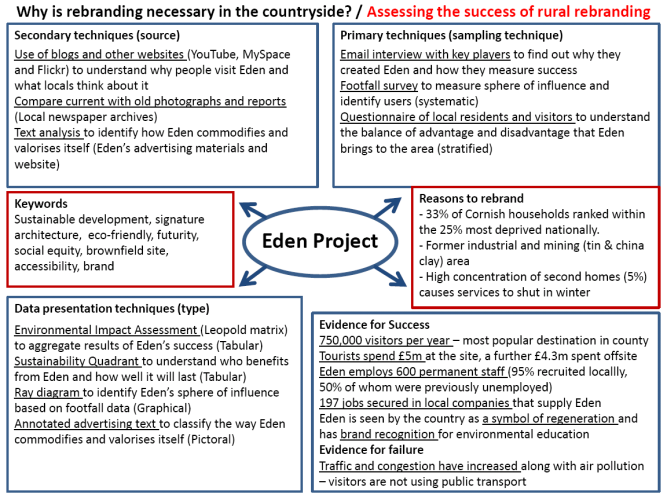 Why is rebranding necessary in the countryside? / Assessing the success of rural rebranding
Secondary techniques (source)
Use of blogs and other websites (YouTube, MySpace
and Flickr) to understand why people visit Eden and
what locals think about it
Compare current with old photographs and reports
(Local newspaper archives)
Text analysis to identify how Eden commodifies and
valorises itself (Eden's advertising materials and
website)
Primary techniques (sampling technique)
Email interview with key players to find out why they
created Eden and how they measure success
Footfall survey to measure sphere of influence and
identify users (systematic)
Questionnaire of local residents and visitors to understand
the balance of advantage and disadvantage that Eden
brings to the area (stratified)
Keywords
Sustainable development, signature
architecture, eco-friendly, futurity,
social equity, brownfield site,
accessibility, brand
Eden Project
Reasons to rebrand
- 33% of Cornish households ranked within
the 25% most deprived nationally.
- Former industrial and mining (tin & china
clay) area
- High concentration of second homes (5%)
causes services to shut in winter
Data presentation techniques (type)
Environmental Impact Assessment (Leopold matrix)
to aggregate results of Eden's success (Tabular)
Sustainability Quadrant to understand who benefits
from Eden and how well it will last (Tabular)
Ray diagram to identify Eden's sphere of influence
based on footfall data (Graphical)
Annotated advertising text to classify the way Eden
commodifies and valorises itself (Pictoral)
Evidence for Success
750,000 visitors per year – most popular destination in county
Tourists spend £5m at the site, a further £4.3m spent offsite
Eden employs 600 permanent staff (95% recruited locallly,
50% of whom were previously unemployed)
197 jobs secured in local companies that supply Eden
Eden is seen by the country as a symbol of regeneration and
has brand recognition for environmental education
Evidence for failure
Traffic and congestion have increased along with air pollution
– visitors are not using public transport